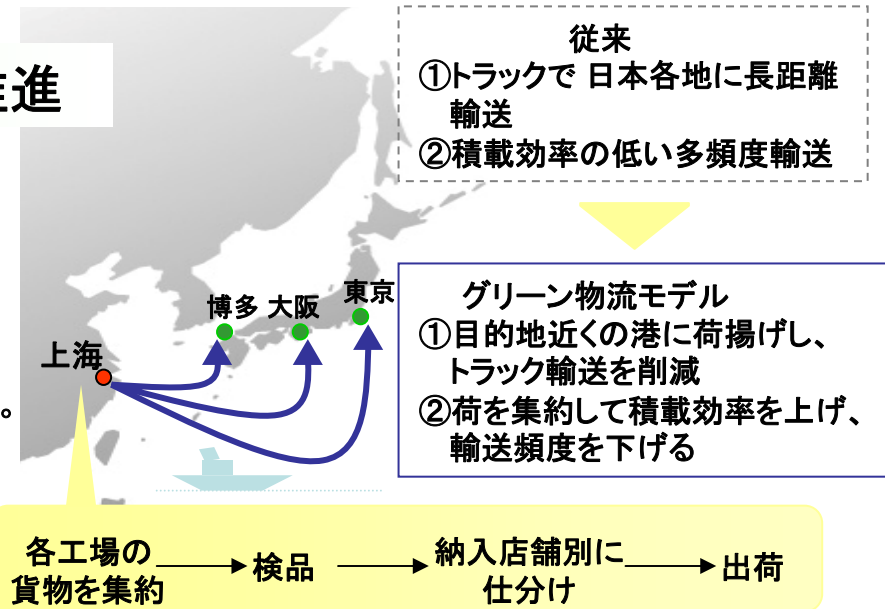 進
従来
①トラックで 日本各地に長距離
輸送
②積載効率の低い多頻度輸送
グリーン物流モデル
①目的地近くの港に荷揚げし、
トラック輸送を削減
②荷を集約して積載効率を上げ、
輸送頻度を下げる
博多 大阪 東京
上海
。
各工場の
貨物を集約
検品
納入店舗別に
仕分け
出荷